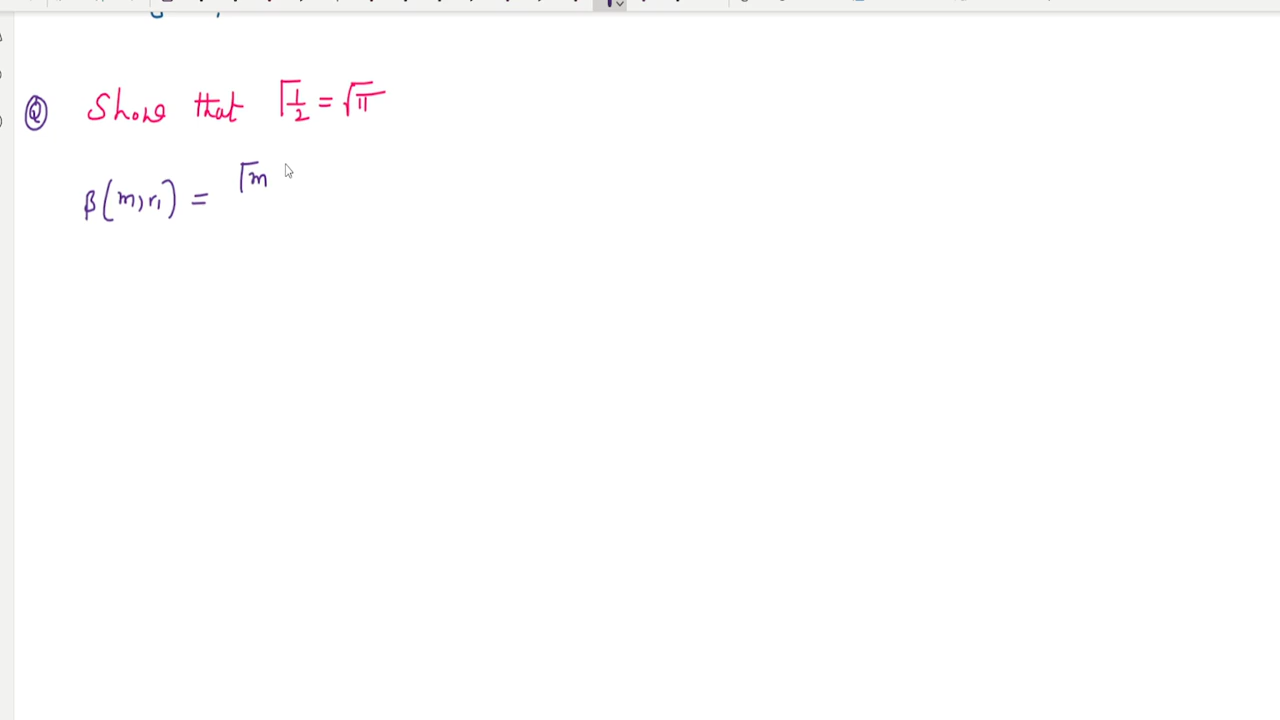 Q Show that Γ1/2 = √π
β(m,n) = Γm